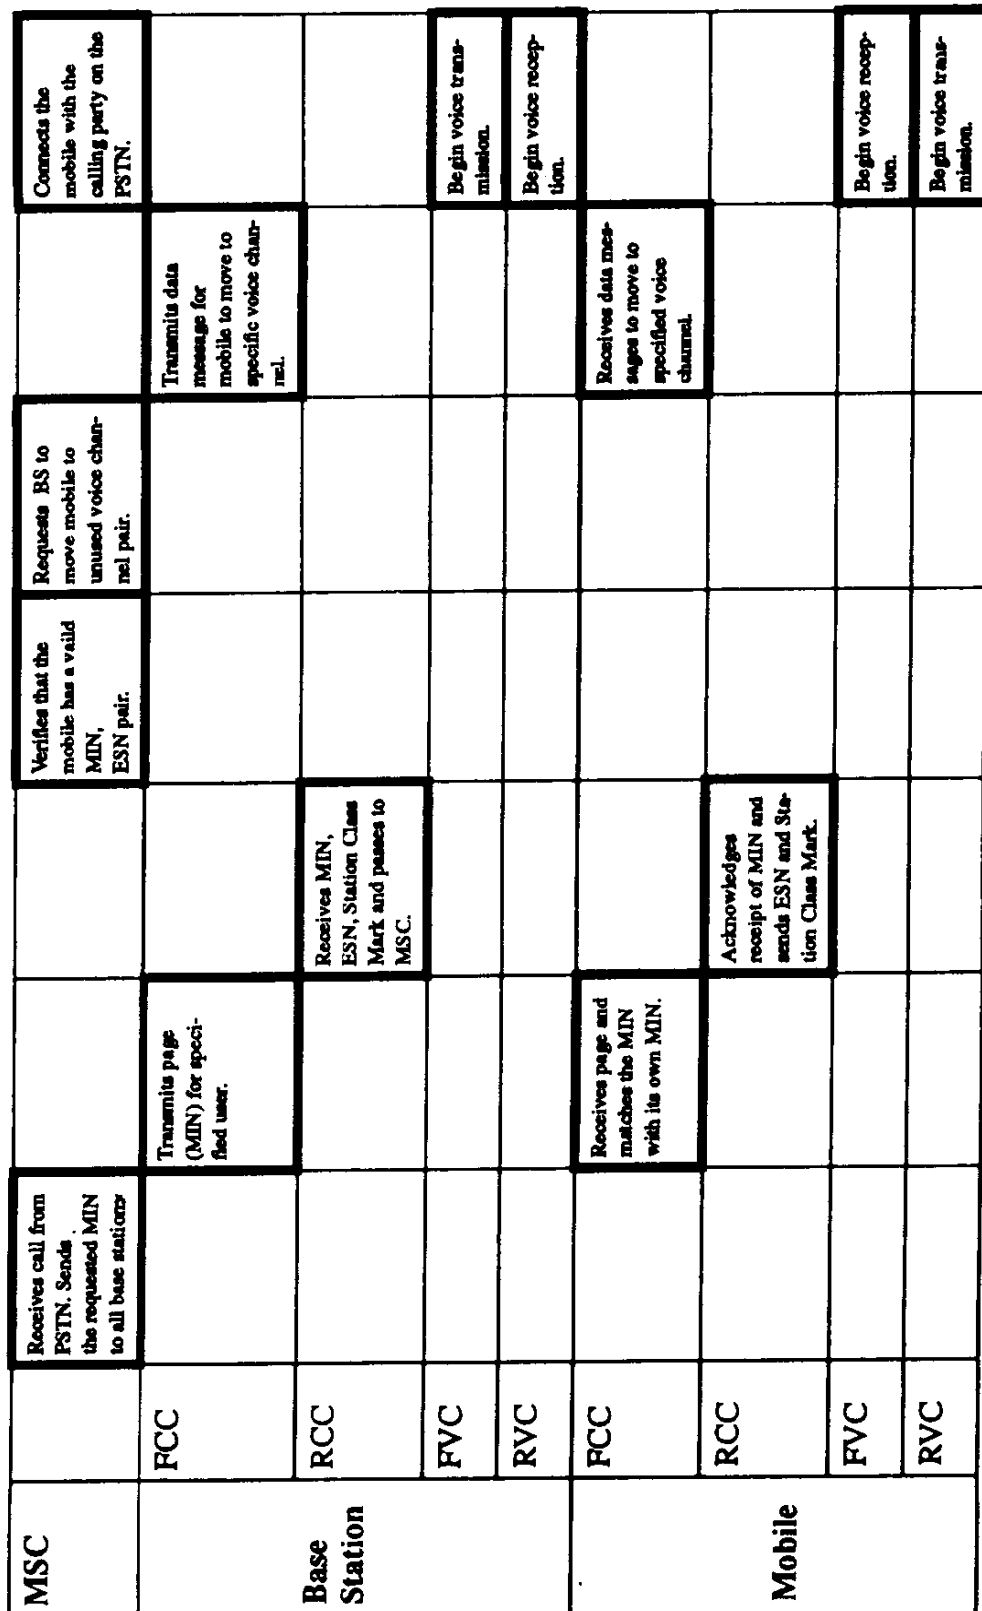 MSC
Receives call from
PSTN. Sends
the requested MIN
to all base stations
Verifies that the
mobile has a vaild
MIN,
ESN pair.
Requests BS to
move mobile to
unused voice chan-
nel pair.
Connects the
mobile with the
calling party on the
PSTN.
Base
Station
FCC
Transmits page
(MIN) for speci-
fied user.
Transmits data
message for
mobile to move to
specific voice chan-
nel.
RCC
Receives MIN,
ESN, Station Class
Mark and passes to
MSC.
FVC
Begin voice trans-
mission.
RVC
Begin voice recep-
tion.
Mobile
FCC
Receives page and
matches the MIN
with its own MIN.
Receives data mes-
sages to move to
specified voice
channel.
RCC
Acknowledges
receipt of MIN and
sends ESN and Sta-
tion Class Mark.
FVC
Begin voice recep-
tion.
RVC
Begin voice trans-
mission.